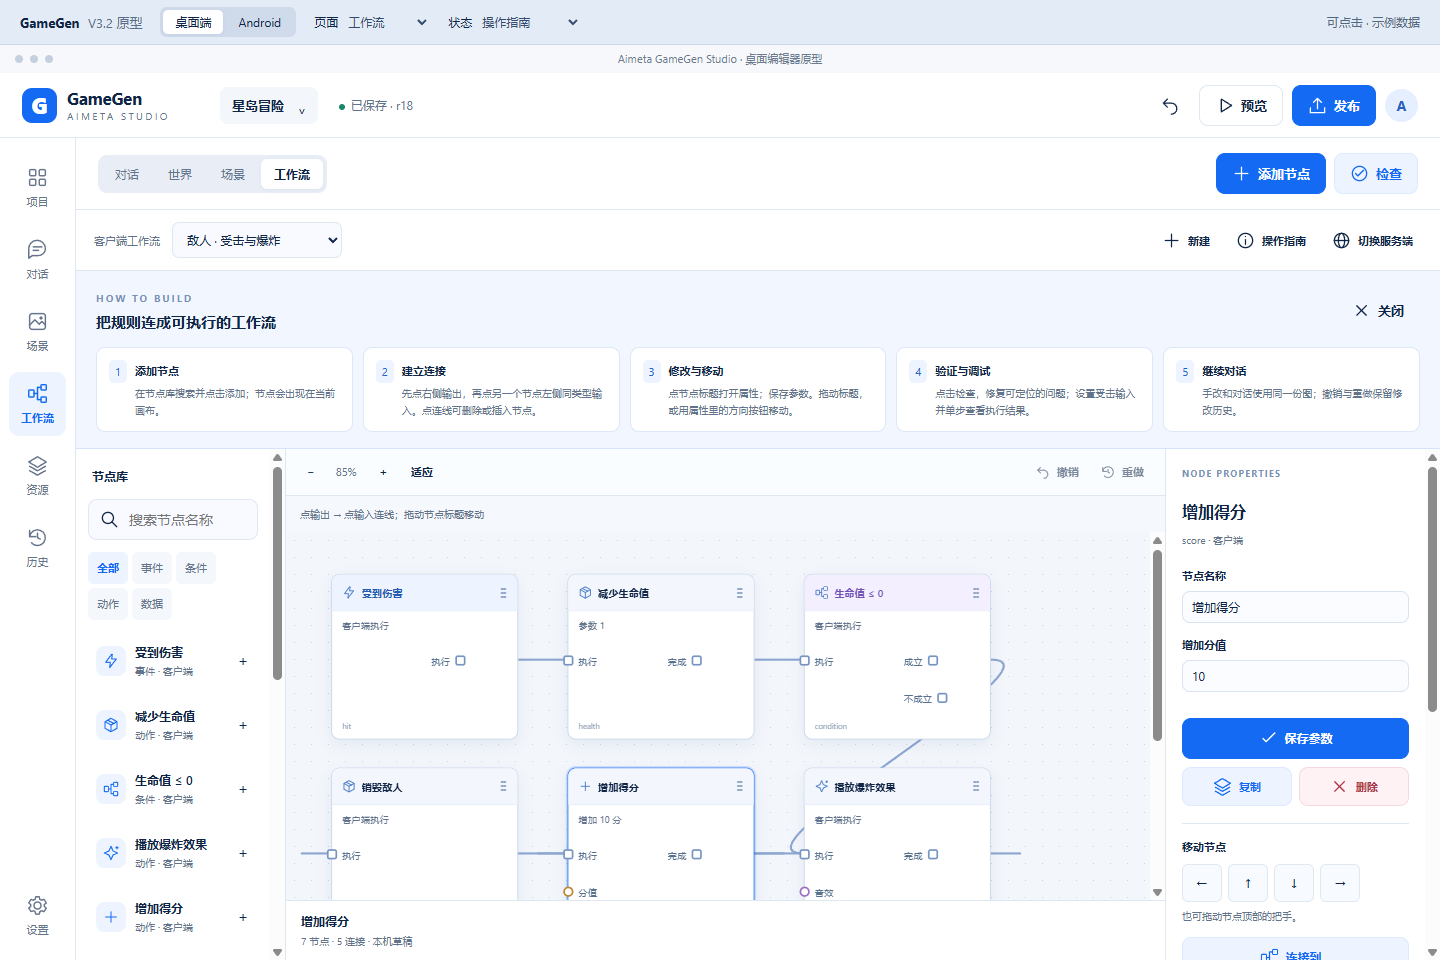 GameGen V3.2 原型 桌面端 Android 页面 工作流 状态 操作指南 可点击 · 示例数据
Aimeta GameGen Studio · 桌面编辑器原型
G GameGen
AIMETA STUDIO
星岛冒险 已保存 · r18 预览 发布 A
项目
对话
场景
工作流
资源
历史
设置
对话 世界 场景 工作流 添加节点 检查
客户端工作流 敌人 · 受击与爆炸 新建 操作指南 切换服务端
HOW TO BUILD
把规则连成可执行的工作流 关闭
1 添加节点
在节点库搜索并点击添加；节点会出现在当前
画布。
2 建立连接
先点右侧输出，再点另一个节点左侧同类型输
入。点连线可删除或插入节点。
3 修改与移动
点节点标题打开属性；保存参数。拖动标题，
或用属性里的方向按钮移动。
4 验证与调试
点击检查，修复可定位的问题；设置受击输入
并单步查看执行结果。
5 继续对话
手改和对话使用同一份图；撤销与重做保留修
改历史。
节点库
搜索节点名称
全部 事件 条件
动作 数据
受到伤害
事件 · 客户端
+
减少生命值
动作 · 客户端
+
生命值 ≤ 0
条件 · 客户端
+
播放爆炸效果
动作 · 客户端
+
增加得分
动作 · 客户端
+
− 85% + 适应 撤销 重做
点输出 → 点输入连线；拖动节点标题移动
受到伤害
客户端执行
执行
hit
减少生命值
参数 1
执行 完成
health
生命值 ≤ 0
客户端执行
执行 成立
不成立
condition
销毁敌人
客户端执行
执行
增加得分
增加 10 分
执行 完成
分值
播放爆炸效果
客户端执行
执行 完成
音效
增加得分
7 节点 · 5 连接 · 本机草稿
NODE PROPERTIES
增加得分
score · 客户端
节点名称
增加得分
增加分值
10
保存参数
复制 删除
移动节点
← ↑ ↓ →
也可拖动节点顶部的把手。
连接到